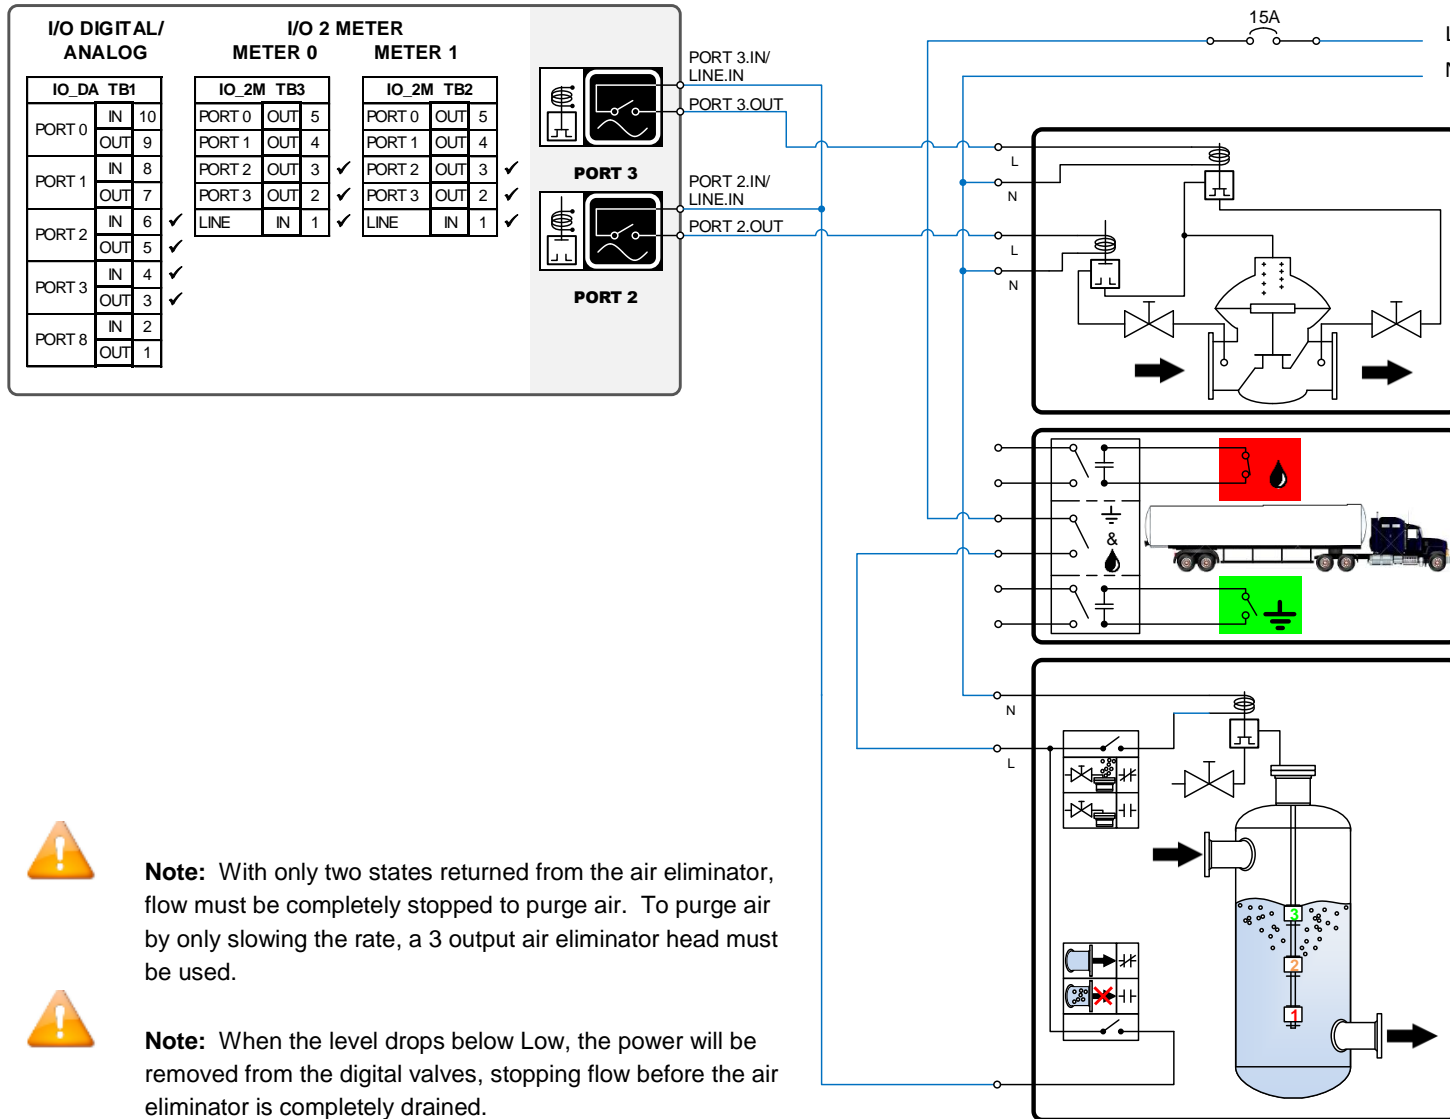 I/O DIGITAL/
ANALOG
IO_DA TB1
PORT 0 IN 10
OUT 9
PORT 1 IN 8
OUT 7
PORT 2 IN 6 ✓
OUT 5 ✓
PORT 3 IN 4 ✓
OUT 3 ✓
PORT 8 IN 2
OUT 1
I/O 2 METER
METER 0 METER 1
IO_2M TB3
PORT 0 OUT 5
PORT 1 OUT 4
PORT 2 OUT 3 ✓
PORT 3 OUT 2 ✓
LINE IN 1 ✓
IO_2M TB2
PORT 0 OUT 5
PORT 1 OUT 4
PORT 2 OUT 3 ✓
PORT 3 OUT 2 ✓
LINE IN 1 ✓
PORT 3
PORT 2
PORT 3.IN/
LINE.IN
PORT 3.OUT
PORT 2.IN/
LINE.IN
PORT 2.OUT
15A
L
N
L
N
L
N
&
N
L
3
2
1
Note: With only two states returned from the air eliminator,
flow must be completely stopped to purge air. To purge air
by only slowing the rate, a 3 output air eliminator head must
be used.
Note: When the level drops below Low, the power will be
removed from the digital valves, stopping flow before the air
eliminator is completely drained.